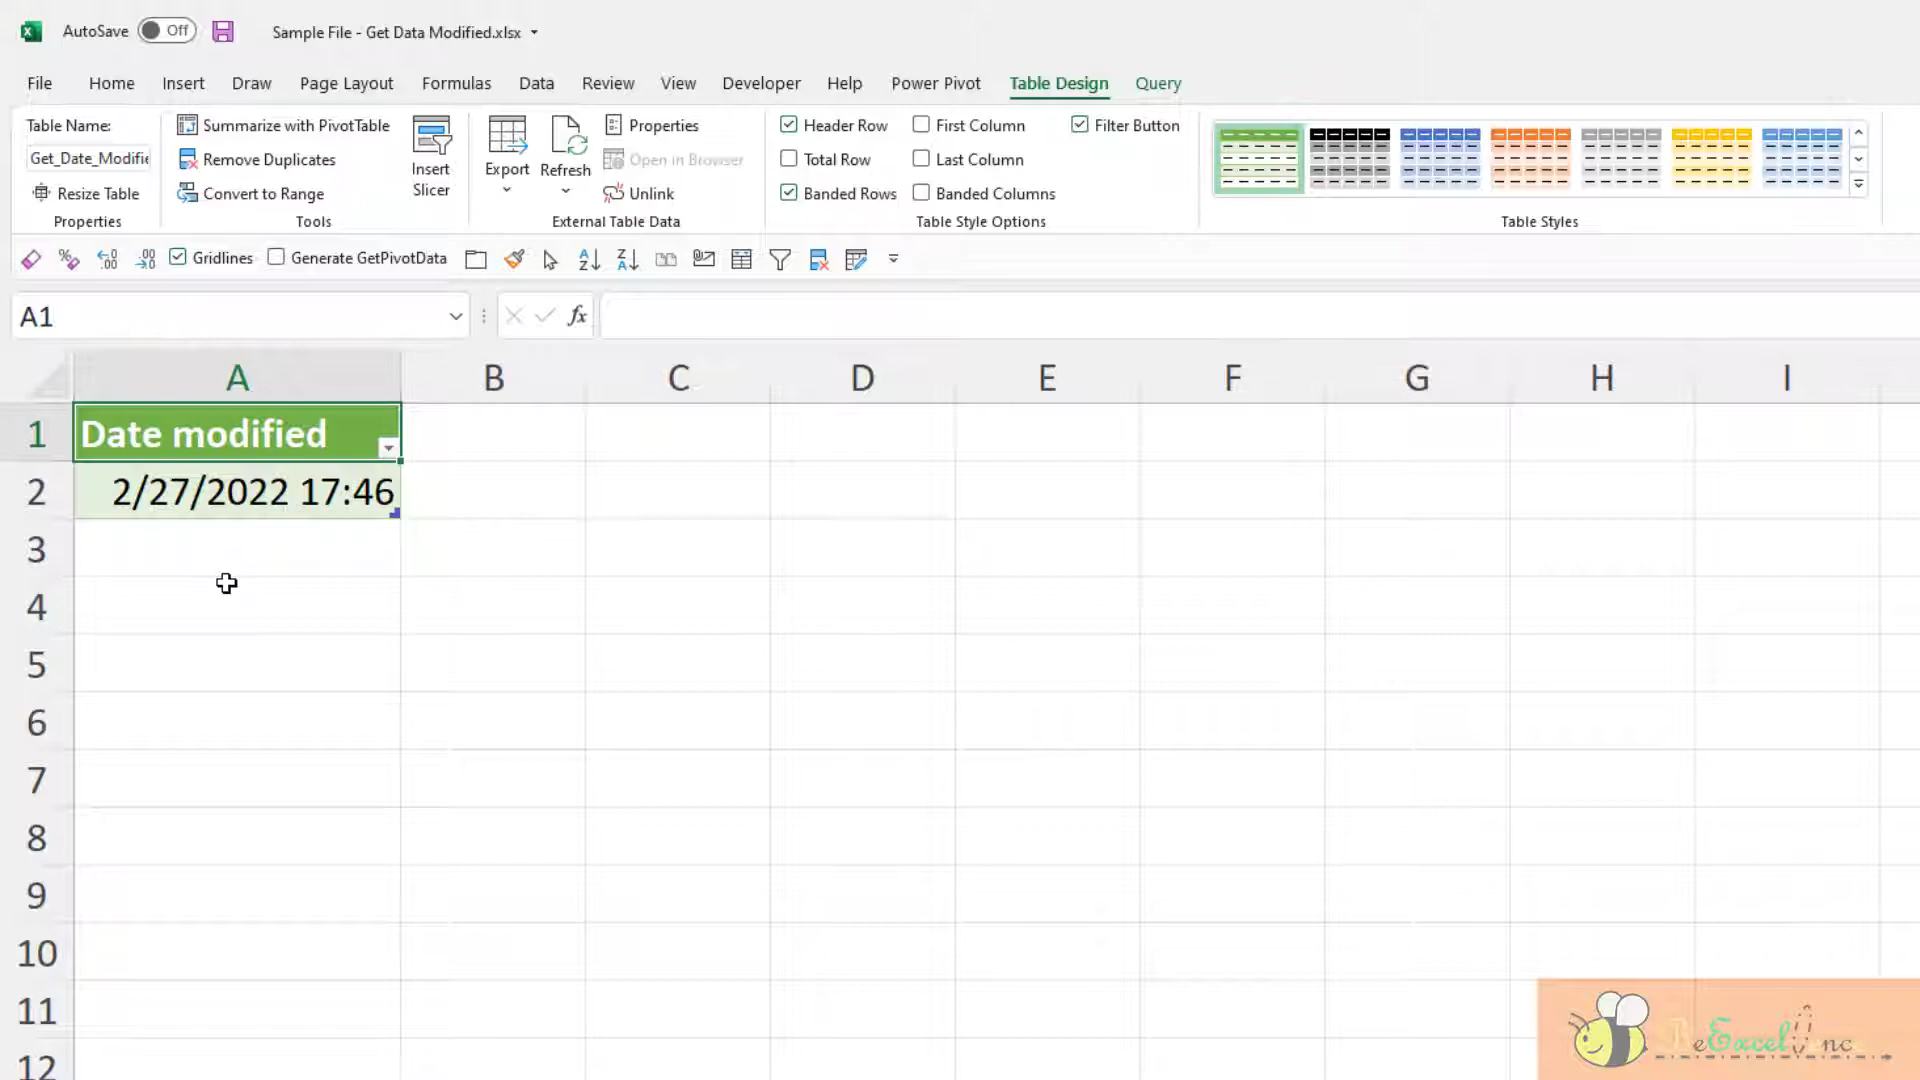 AutoSave Off Sample File - Get Data Modified.xlsx
File Home Insert Draw Page Layout Formulas Data Review View Developer Help Power Pivot Table Design Query
Table Name: Summarize with PivotTable Properties Header Row First Column Filter Button
Get_Date_Modifie Remove Duplicates Insert Slicer Export Refresh Open in Browser Total Row Last Column
Resize Table Convert to Range Unlink Banded Rows Banded Columns
Properties Tools External Table Data Table Style Options Table Styles
Gridlines Generate GetPivotData
A1 fx
A B C D E F G H I
1 Date modified
2 2/27/2022 17:46
3
4
5
6
7
8
9
10
11
12